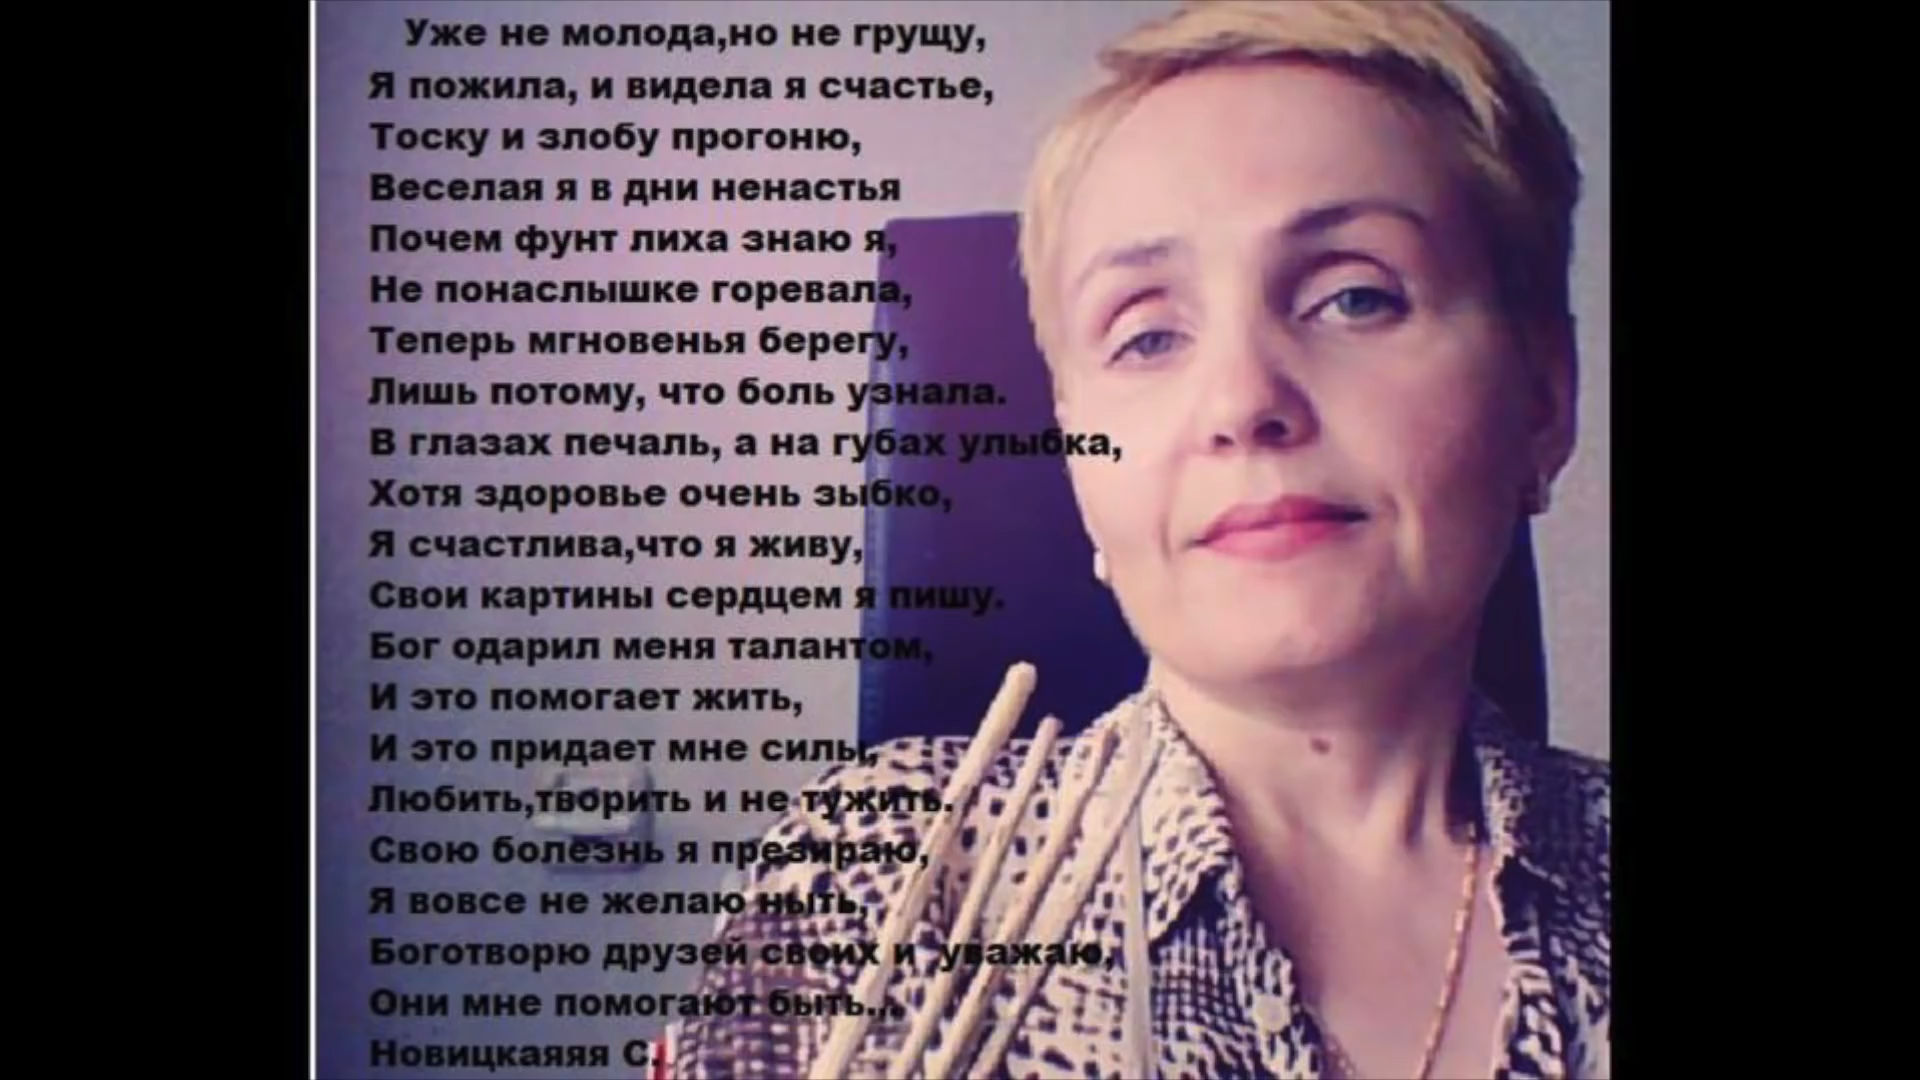 Уже не молода,но не грущу,
Я пожила, и видела я счастье,
Тоску и злобу прогоню,
Веселая я в дни ненастья
Почем фунт лиха знаю я,
Не понаслышке горевала,
Теперь мгновенья берегу,
Лишь потому, что боль узнала.
В глазах печаль, а на губах улыбка,
Хотя здоровье очень зыбко,
Я счастлива,что я живу,
Свои картины сердцем я пишу.
Бог одарил меня талантом,
И это помогает жить,
И это придает мне силы,
Любить,творить и не тужить.
Свою болезнь я презираю,
Я вовсе не желаю ныть,
Боготворю друзей своих и уважаю,
Они мне помогают быть...
Новицкаяяя С.